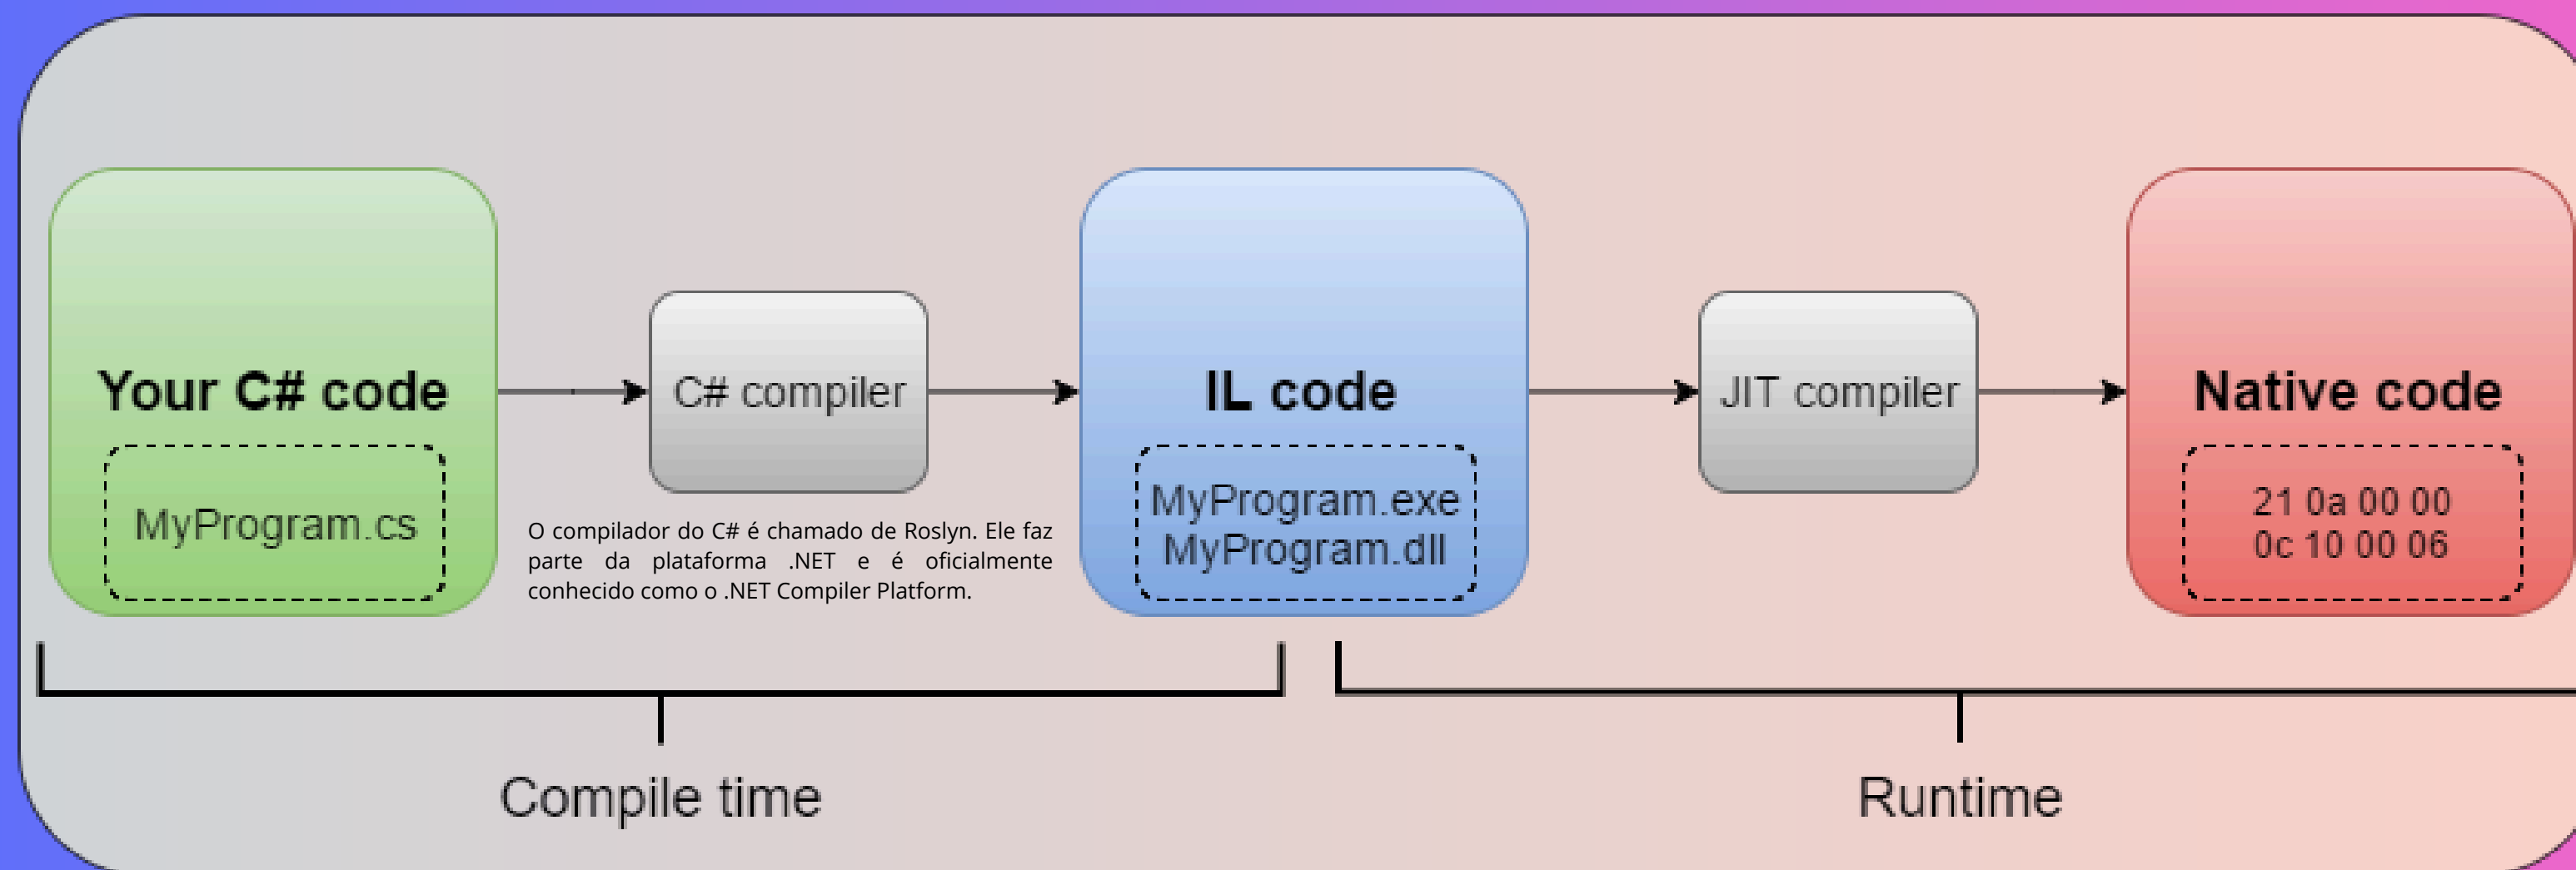 Your C# code
MyProgram.cs
C# compiler
O compilador do C# é chamado de Roslyn. Ele faz
parte da plataforma .NET e é oficialmente
conhecido como o .NET Compiler Platform.
IL code
MyProgram.exe
MyProgram.dll
JIT compiler
Native code
21 0a 00 00
0c 10 00 06
Compile time
Runtime